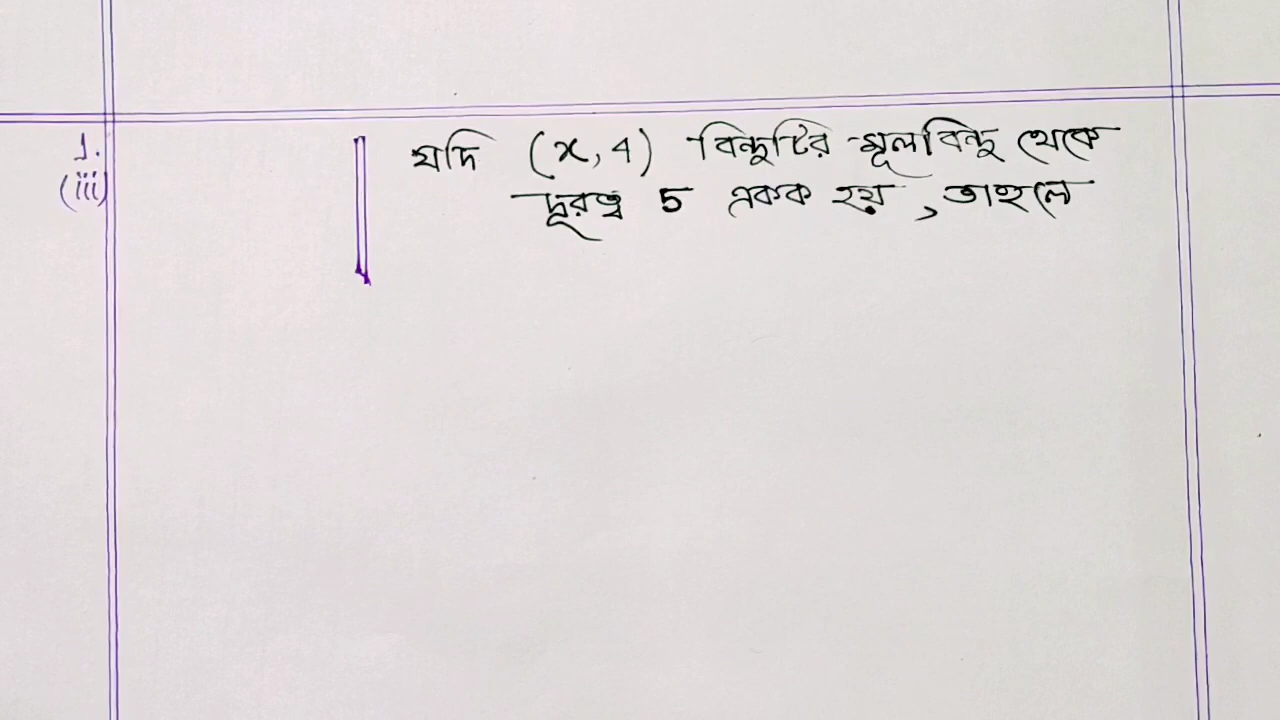 1.
(iii)
যদি (x, 4) বিন্দুটির মূলবিন্দু থেকে
দূরত্ব 5 একক হয়, তাহলে